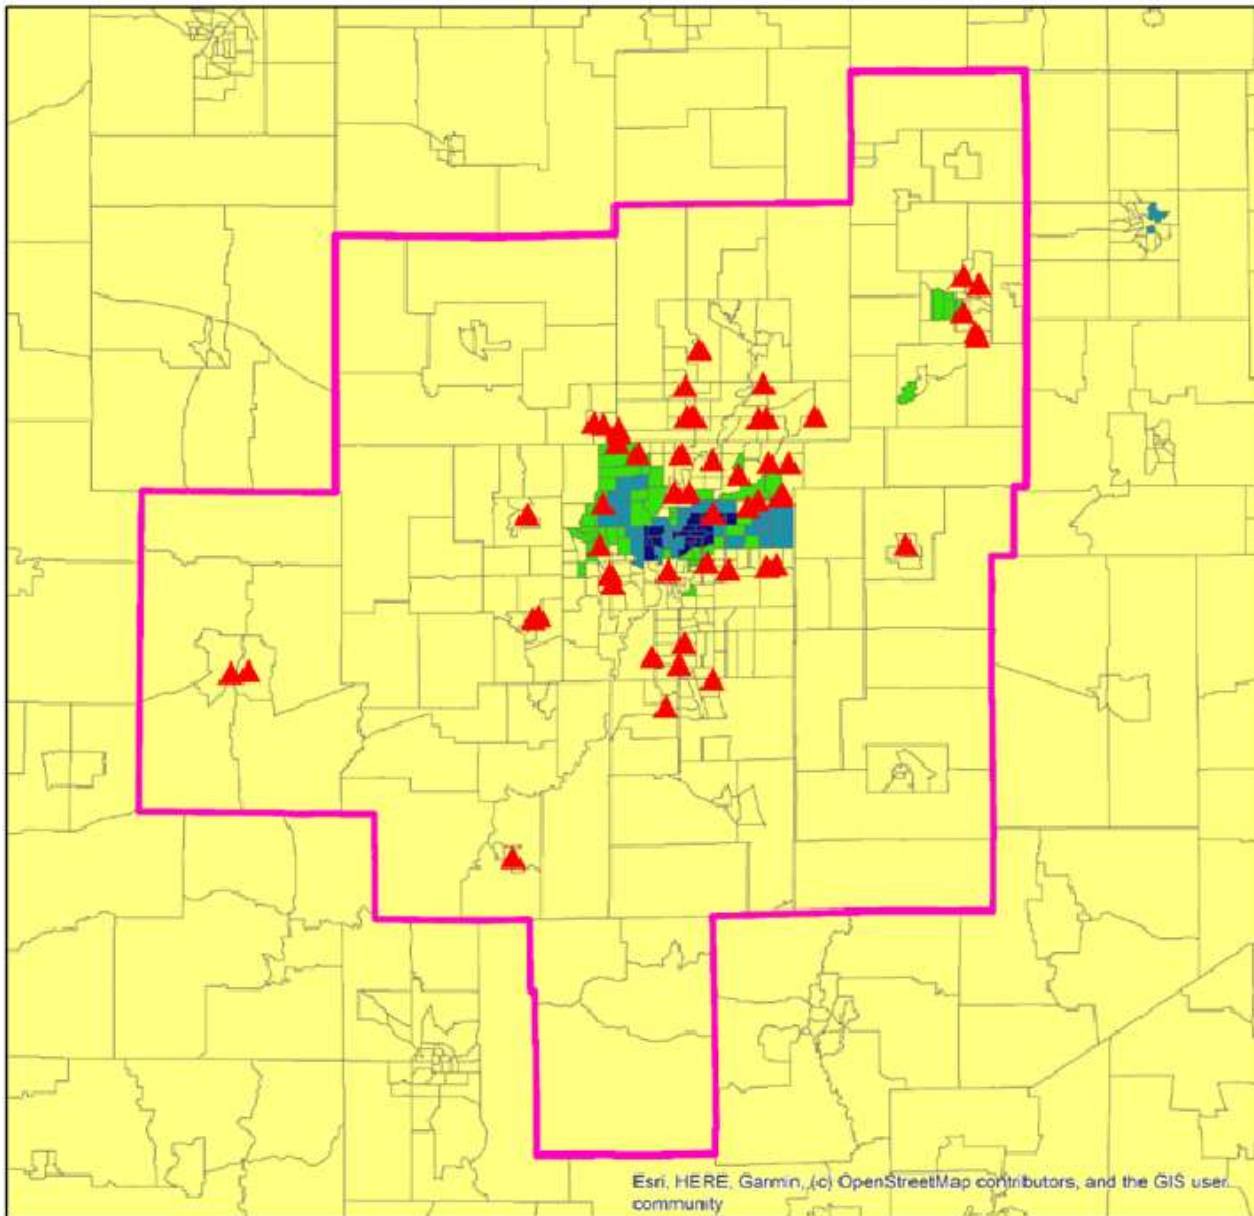 Esri, HERE, Garmin, (c) OpenStreetMap contributors, and the GIS user
community